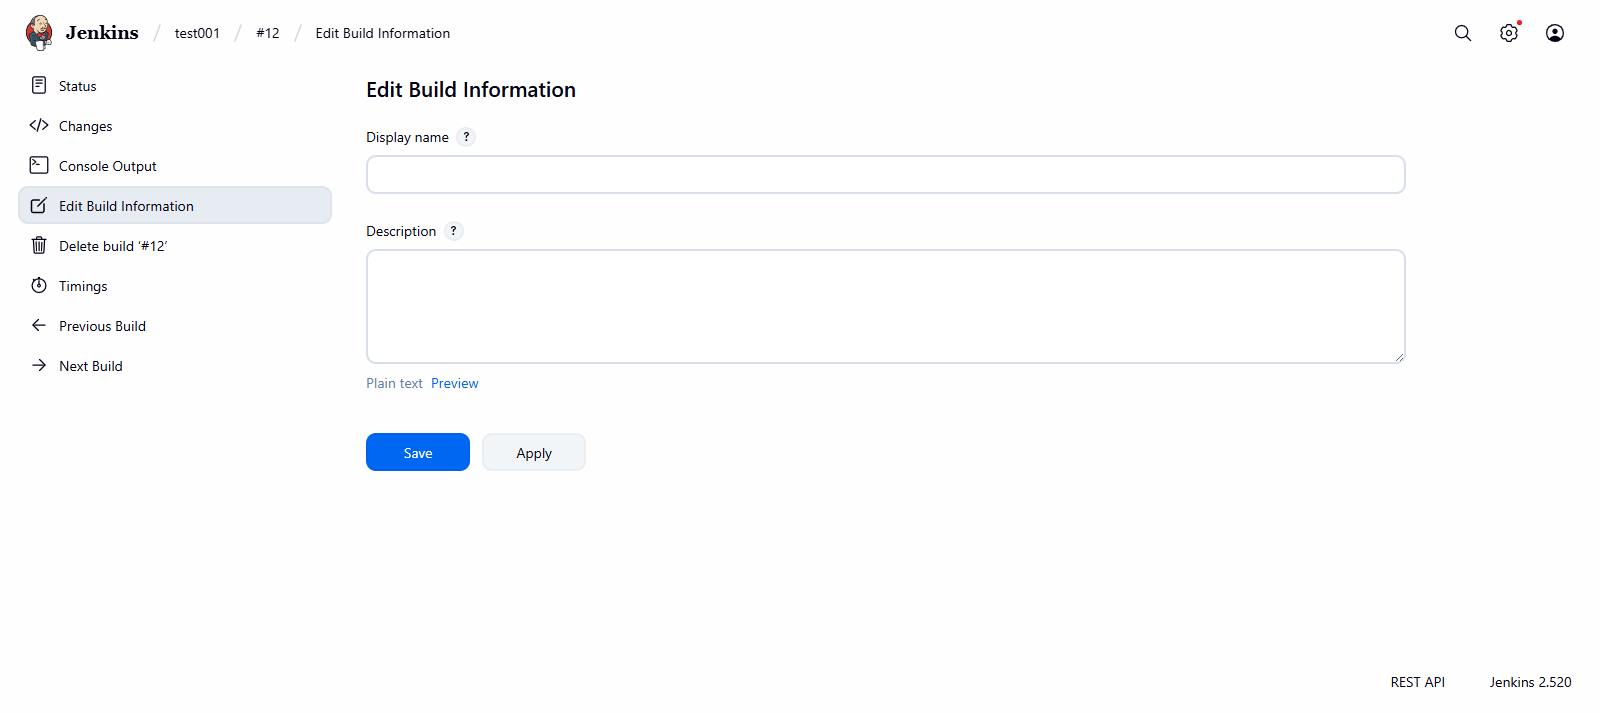 Jenkins / test001 / #12 / Edit Build Information
Status
Changes
Console Output
Edit Build Information
Delete build ‘#12’
Timings
Previous Build
Next Build
Edit Build Information
Display name ?
Description ?
Plain text Preview
Save Apply
REST API Jenkins 2.520